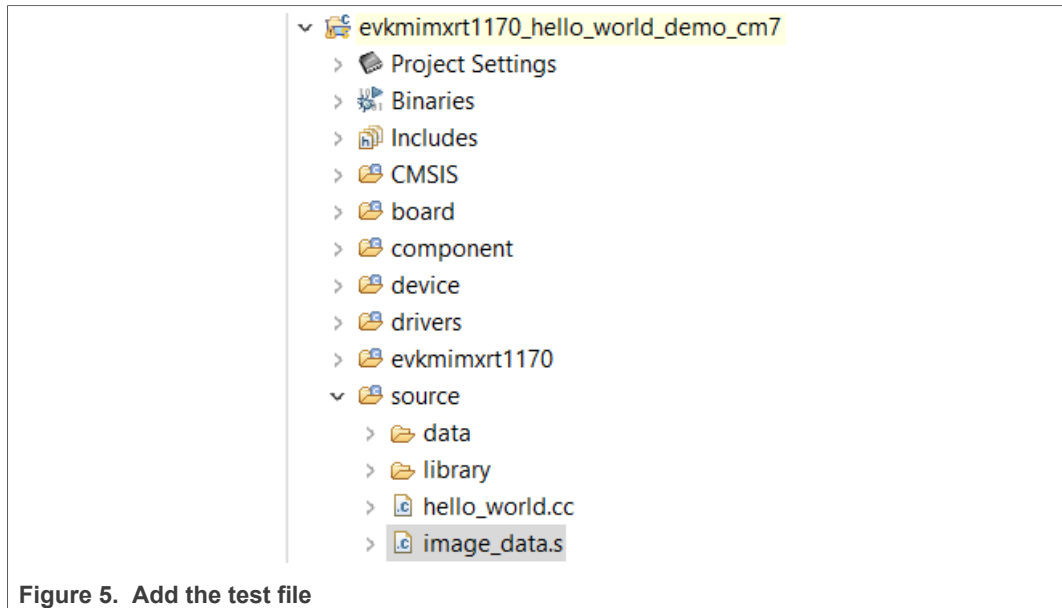 evkmimxrt1170_hello_world_demo_cm7
Project Settings
Binaries
Includes
CMSIS
board
component
device
drivers
evkmimxrt1170
source
data
library
hello_world.cc
image_data.s
Figure 5. Add the test file